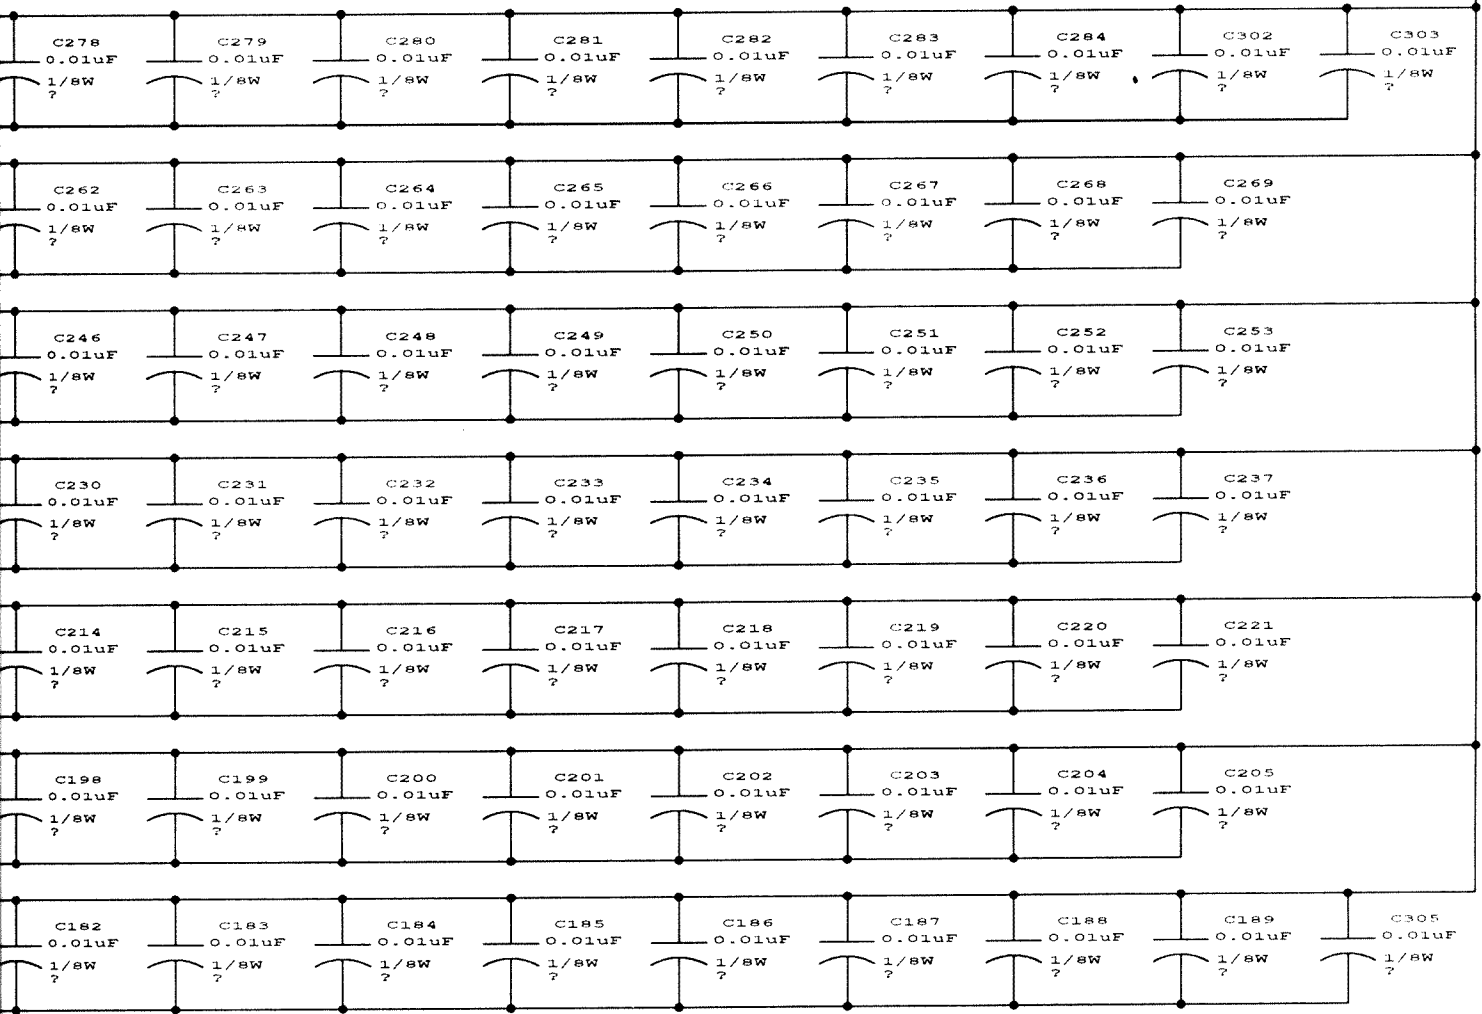 C278 C279 C280 C281 C282 C283 C284 C302 C303
0.01uF 0.01uF 0.01uF 0.01uF 0.01uF 0.01uF 0.01uF 0.01uF 0.01uF
1/8W 1/8W 1/8W 1/8W 1/8W 1/8W 1/8W 1/8W 1/8W
? ? ? ? ? ? ? ? ?
C262 C263 C264 C265 C266 C267 C268 C269
0.01uF 0.01uF 0.01uF 0.01uF 0.01uF 0.01uF 0.01uF 0.01uF
1/8W 1/8W 1/8W 1/8W 1/8W 1/8W 1/8W 1/8W
? ? ? ? ? ? ? ?
C246 C247 C248 C249 C250 C251 C252 C253
0.01uF 0.01uF 0.01uF 0.01uF 0.01uF 0.01uF 0.01uF 0.01uF
1/8W 1/8W 1/8W 1/8W 1/8W 1/8W 1/8W 1/8W
? ? ? ? ? ? ? ?
C230 C231 C232 C233 C234 C235 C236 C237
0.01uF 0.01uF 0.01uF 0.01uF 0.01uF 0.01uF 0.01uF 0.01uF
1/8W 1/8W 1/8W 1/8W 1/8W 1/8W 1/8W 1/8W
? ? ? ? ? ? ? ?
C214 C215 C216 C217 C218 C219 C220 C221
0.01uF 0.01uF 0.01uF 0.01uF 0.01uF 0.01uF 0.01uF 0.01uF
1/8W 1/8W 1/8W 1/8W 1/8W 1/8W 1/8W 1/8W
? ? ? ? ? ? ? ?
C198 C199 C200 C201 C202 C203 C204 C205
0.01uF 0.01uF 0.01uF 0.01uF 0.01uF 0.01uF 0.01uF 0.01uF
1/8W 1/8W 1/8W 1/8W 1/8W 1/8W 1/8W 1/8W
? ? ? ? ? ? ? ?
C182 C183 C184 C185 C186 C187 C188 C189 C305
0.01uF 0.01uF 0.01uF 0.01uF 0.01uF 0.01uF 0.01uF 0.01uF 0.01uF
1/8W 1/8W 1/8W 1/8W 1/8W 1/8W 1/8W 1/8W 1/8W
? ? ? ? ? ? ? ? ?